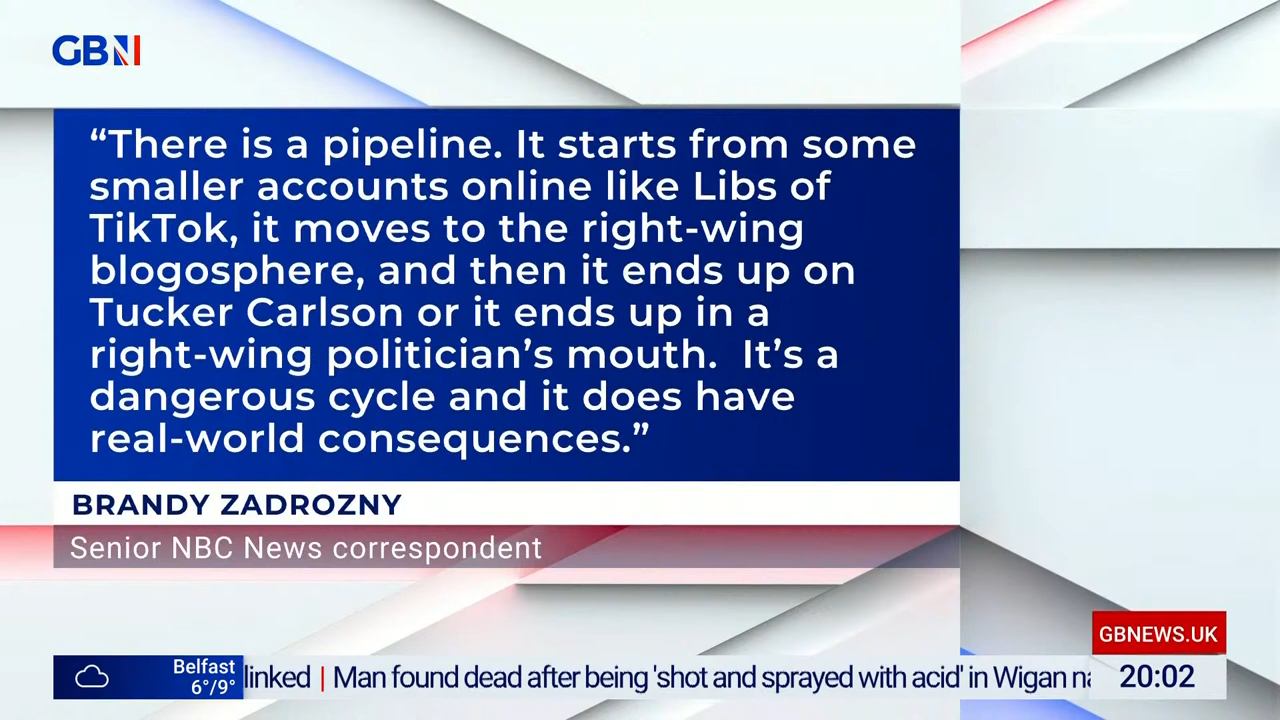 GBN
“There is a pipeline. It starts from some
smaller accounts online like Libs of
TikTok, it moves to the right-wing
blogosphere, and then it ends up on
Tucker Carlson or it ends up in a
right-wing politician’s mouth.  It’s a
dangerous cycle and it does have
real-world consequences.”
BRANDY ZADROZNY
Senior NBC News correspondent
GBNEWS.UK
Belfast
6°/9°
linked | Man found dead after being 'shot and sprayed with acid' in Wigan
20:02